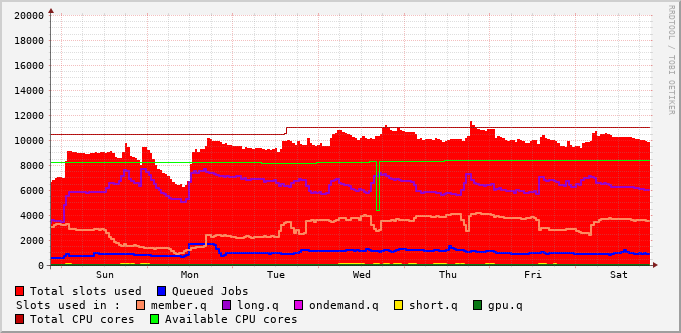 RRDTOOL / TOBI OETIKER
20000
18000
16000
14000
12000
10000
8000
6000
4000
2000
0
Sun Mon Tue Wed Thu Fri Sat
Total slots used Queued Jobs
Slots used in : member.q long.q ondemand.q short.q gpu.q
Total CPU cores Available CPU cores